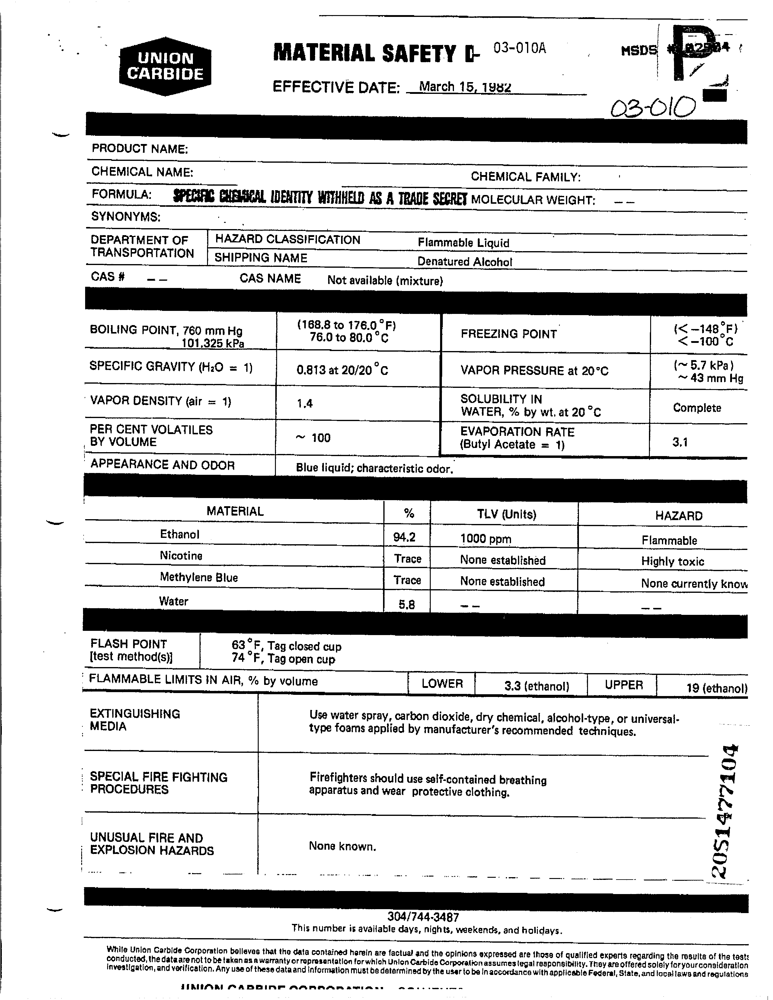 UNION
CARBIDE
MATERIAL SAFETY D- 03-010A
MSDS
EFFECTIVE DATE: March 15, 1982
03-010
PRODUCT NAME:
CHEMICAL NAME: CHEMICAL FAMILY:
FORMULA: SPECIFIC CHEMICAL IDENTITY WITHHELD AS A TRADE SECRET MOLECULAR WEIGHT: – –
SYNONYMS:
DEPARTMENT OF TRANSPORTATION
HAZARD CLASSIFICATION Flammable Liquid
SHIPPING NAME Denatured Alcohol
CAS # – – CAS NAME Not available (mixture)
BOILING POINT, 760 mm Hg (168.8 to 176.0°F)
101.325 kPa 76.0 to 80.0°C
FREEZING POINT (< –148°F)
< –100°C
SPECIFIC GRAVITY (H₂O = 1) 0.813 at 20/20°C
VAPOR PRESSURE at 20°C (~ 5.7 kPa)
~ 43 mm Hg
VAPOR DENSITY (air = 1) 1.4
SOLUBILITY IN
WATER, % by wt. at 20°C Complete
PER CENT VOLATILES
BY VOLUME ~ 100
EVAPORATION RATE
(Butyl Acetate = 1) 3.1
APPEARANCE AND ODOR Blue liquid; characteristic odor.
MATERIAL % TLV (Units) HAZARD
Ethanol 94.2 1000 ppm Flammable
Nicotine Trace None established Highly toxic
Methylene Blue Trace None established None currently know
Water 5.8 – – – –
FLASH POINT 63°F, Tag closed cup
[test method(s)] 74°F, Tag open cup
FLAMMABLE LIMITS IN AIR, % by volume LOWER 3.3 (ethanol) UPPER 19 (ethanol)
EXTINGUISHING
MEDIA
Use water spray, carbon dioxide, dry chemical, alcohol-type, or universal-
type foams applied by manufacturer's recommended techniques.
SPECIAL FIRE FIGHTING
PROCEDURES
Firefighters should use self-contained breathing
apparatus and wear protective clothing.
UNUSUAL FIRE AND
EXPLOSION HAZARDS
None known.
2051477104
304/744-3487
This number is available days, nights, weekends, and holidays.
While Union Carbide Corporation believes that the data contained herein are factual and the opinions expressed are those of qualified experts regarding the results of the tests
conducted, the data are not to be taken as a warranty or representation for which Union Carbide Corporation assumes legal responsibility. They are offered solely for your consideration
investigation, and verification. Any use of these data and information must be determined by the user to be in accordance with applicable Federal, State, and local laws and regulations
UNION CARBIDE CORPORATION